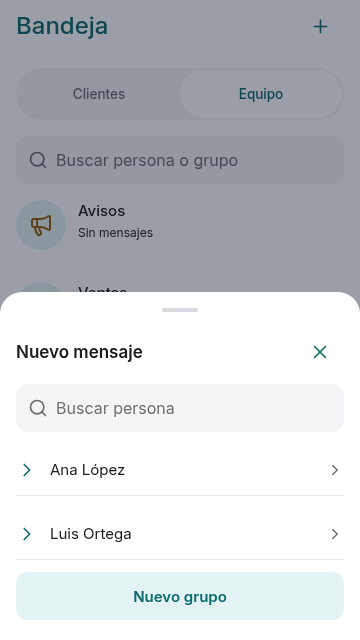 Bandeja
Clientes
Equipo
Buscar persona o grupo
Avisos
Sin mensajes
Ventas
Nuevo mensaje
Buscar persona
Ana López
Luis Ortega
Nuevo grupo